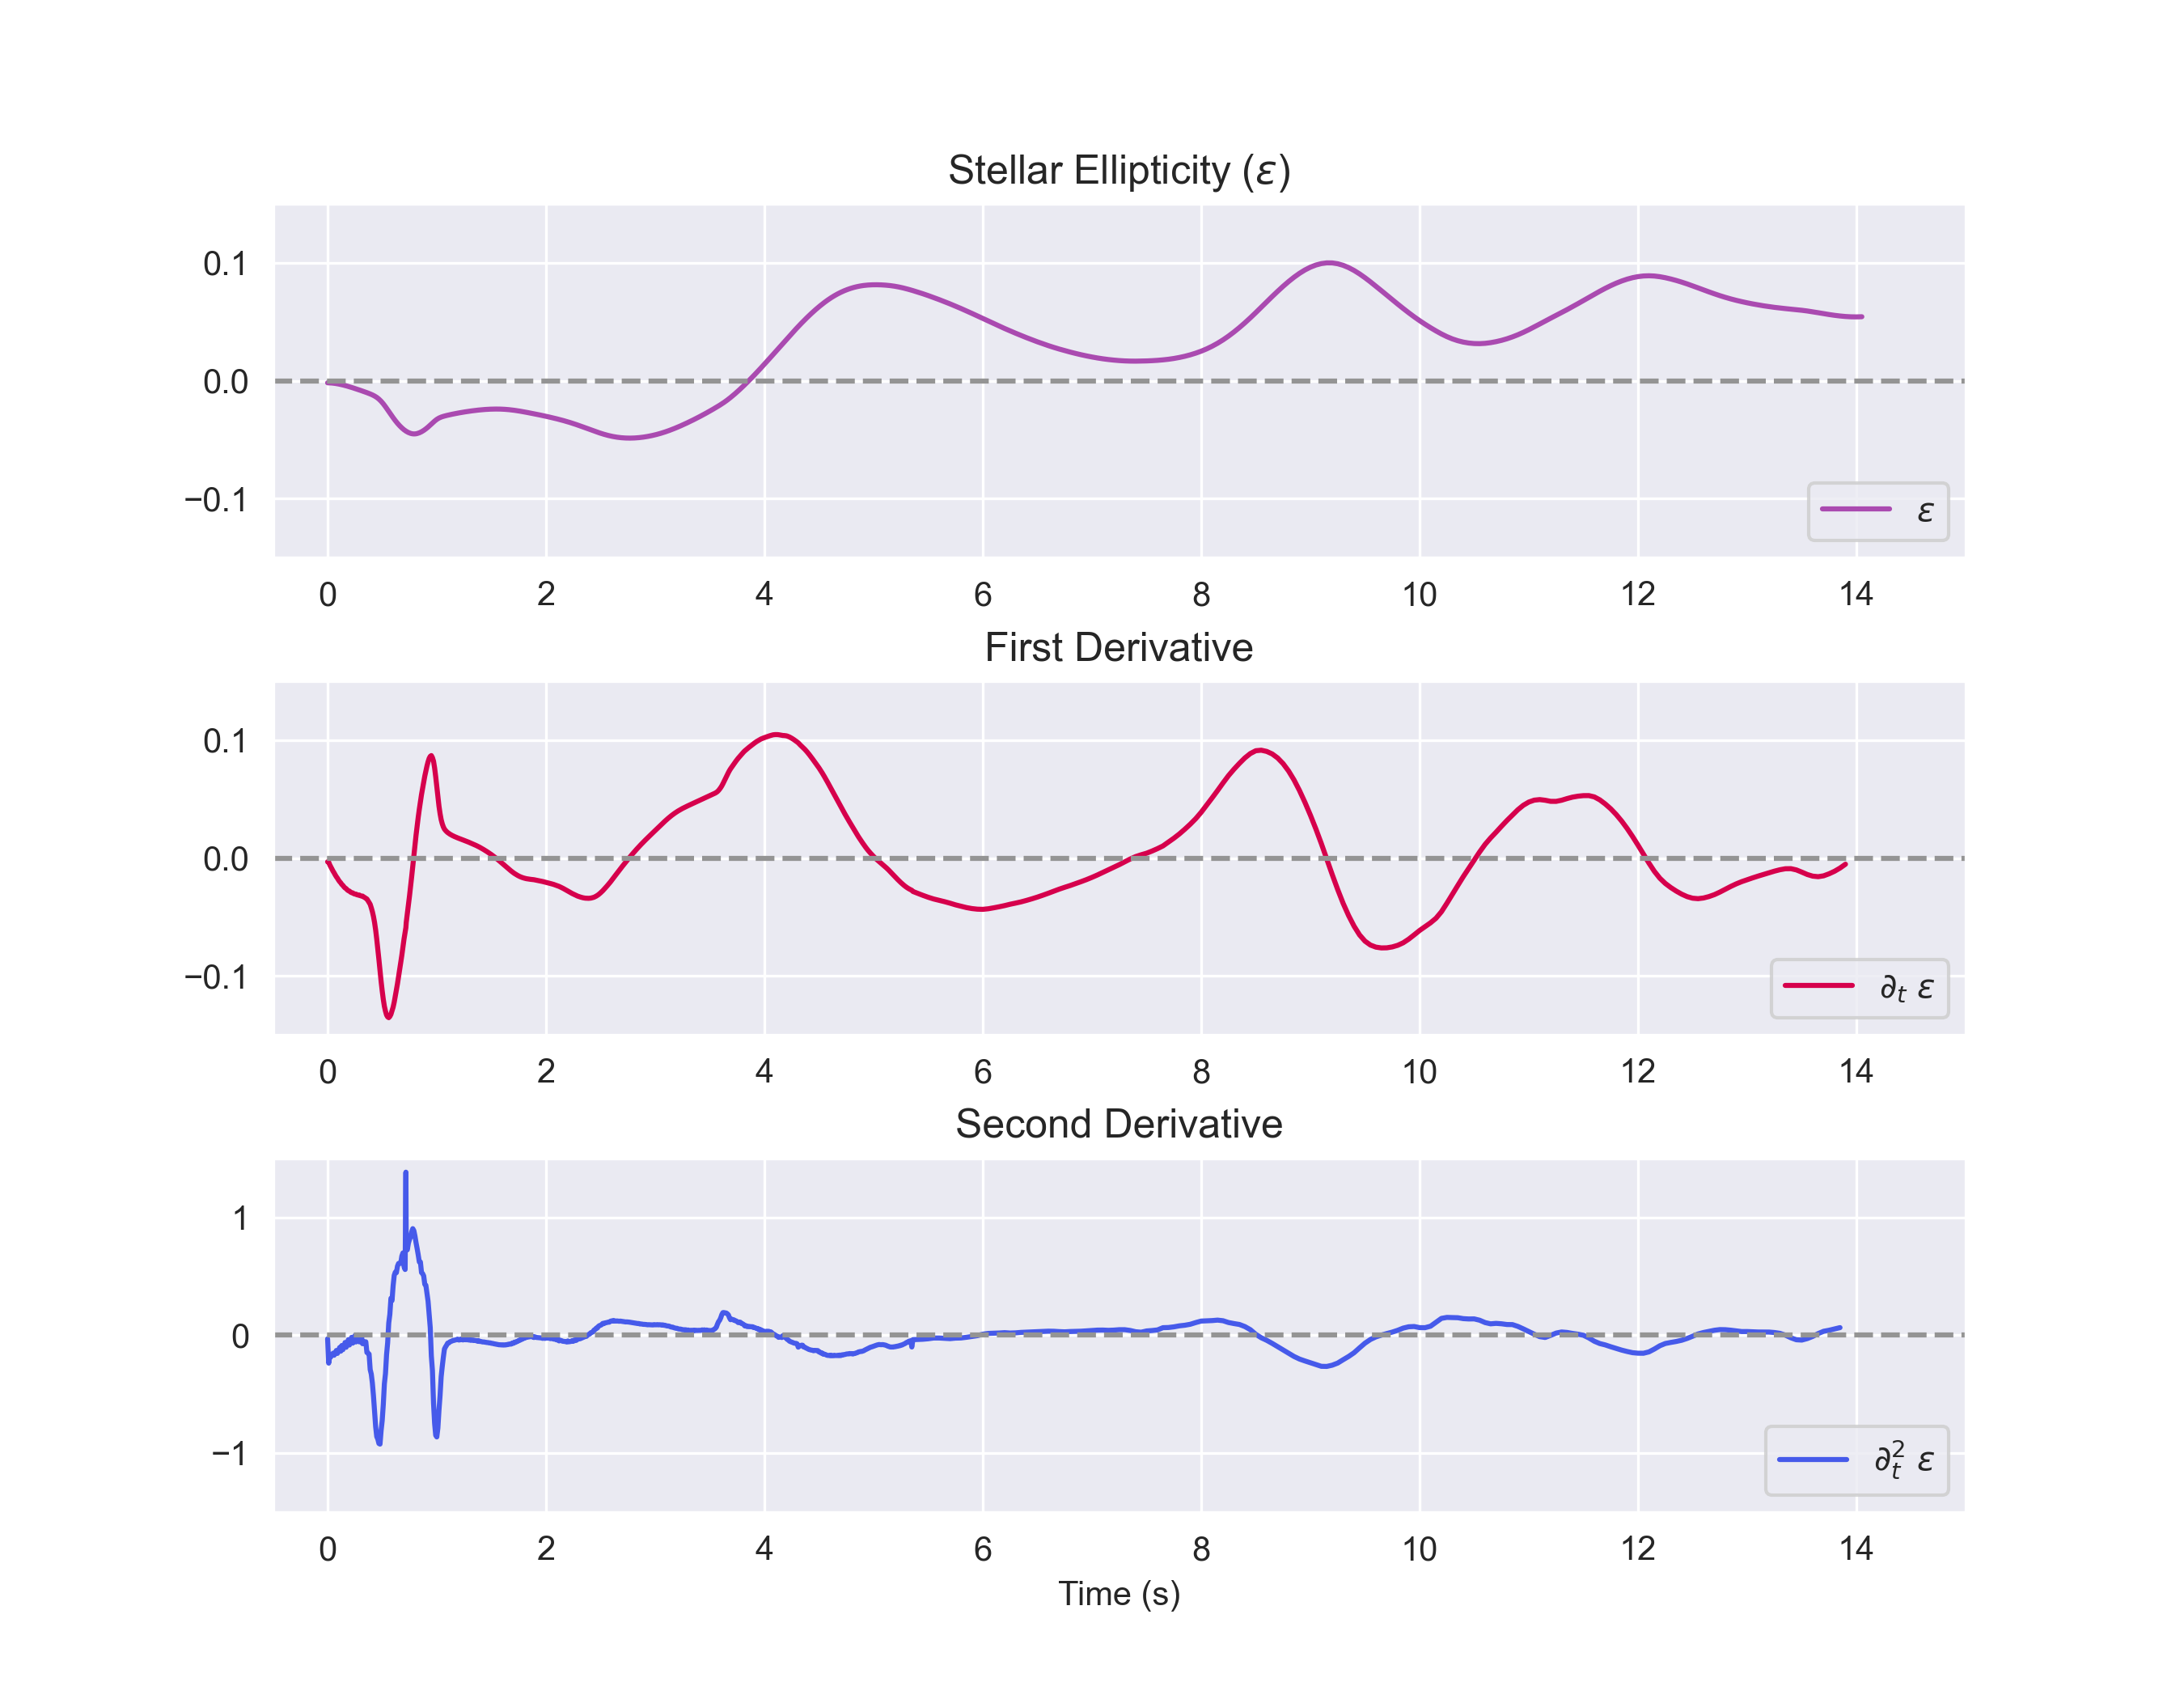 Stellar Ellipticity (ε)
0.1
0.0
−0.1
ε
0 2 4 6 8 10 12 14
First Derivative
0.1
0.0
−0.1
∂ₜ ε
0 2 4 6 8 10 12 14
Second Derivative
1
0
−1
∂²ₜ ε
0 2 4 6 8 10 12 14
Time (s)